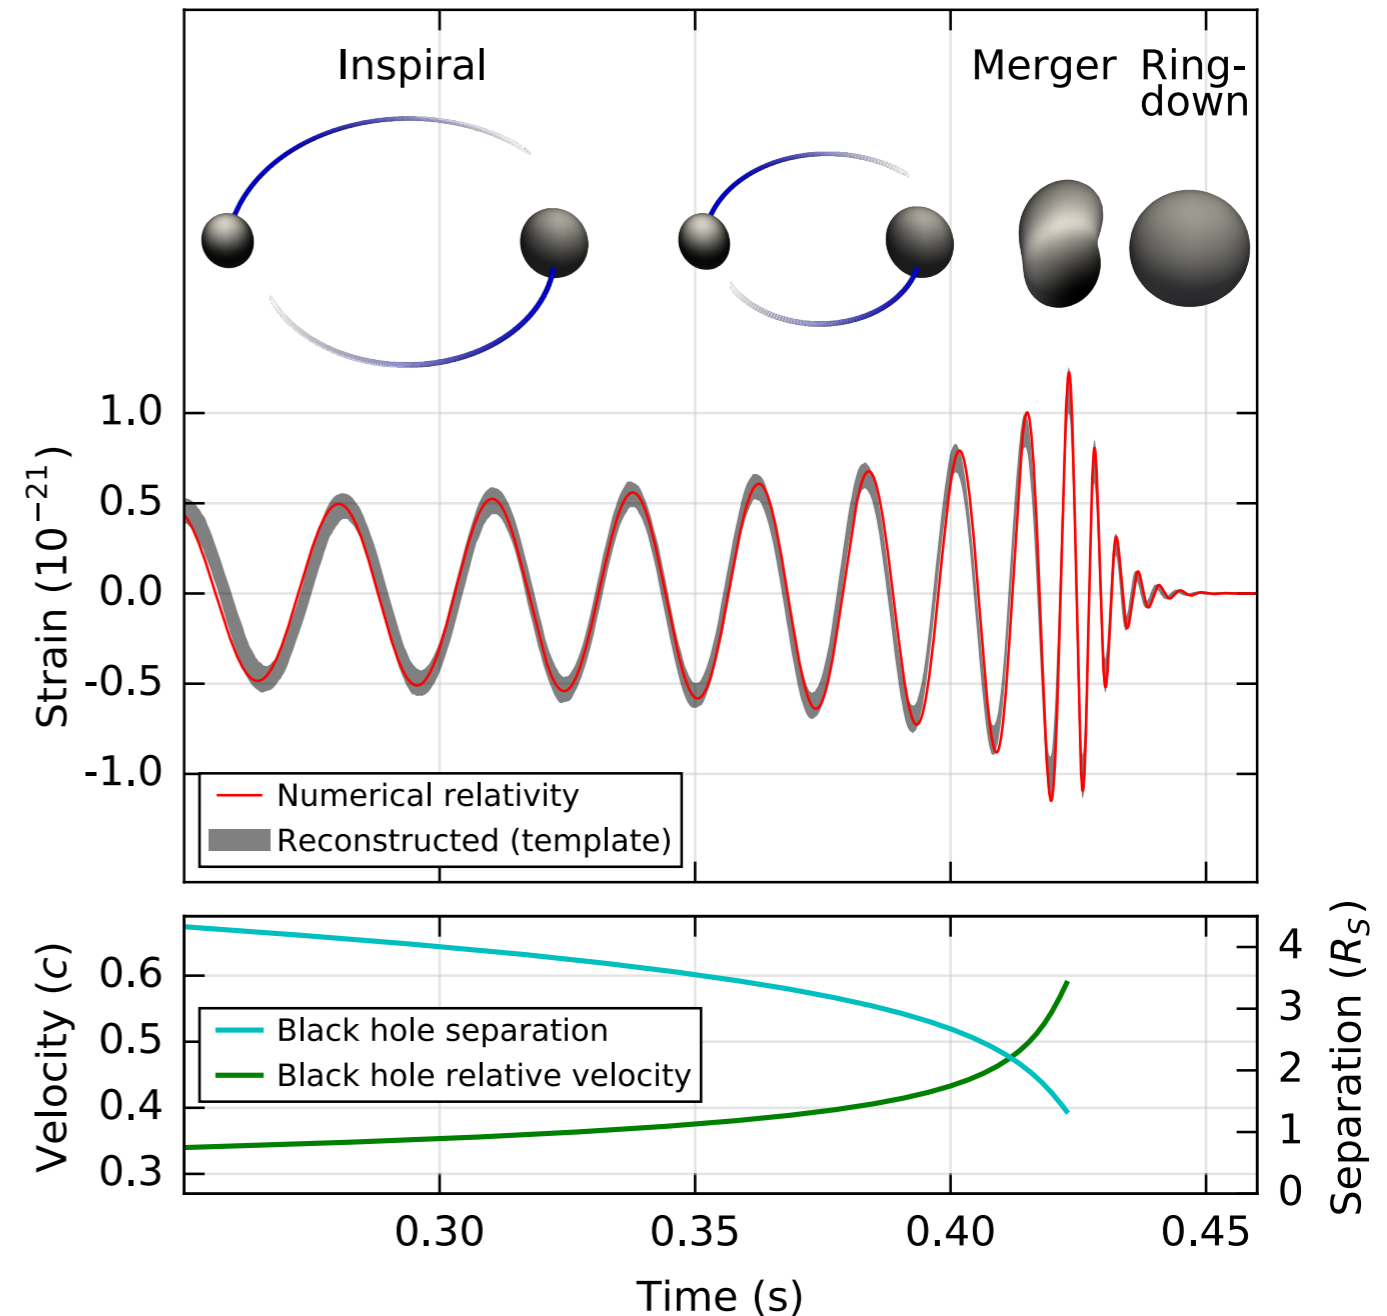 Inspiral
Merger
Ring-
down
Strain (10⁻²¹)
1.0
0.5
0.0
-0.5
-1.0
Numerical relativity
Reconstructed (template)
Velocity (c)
0.6
0.5
0.4
0.3
Black hole separation
Black hole relative velocity
4
3
2
1
0
Separation (R_S)
0.30
0.35
0.40
0.45
Time (s)